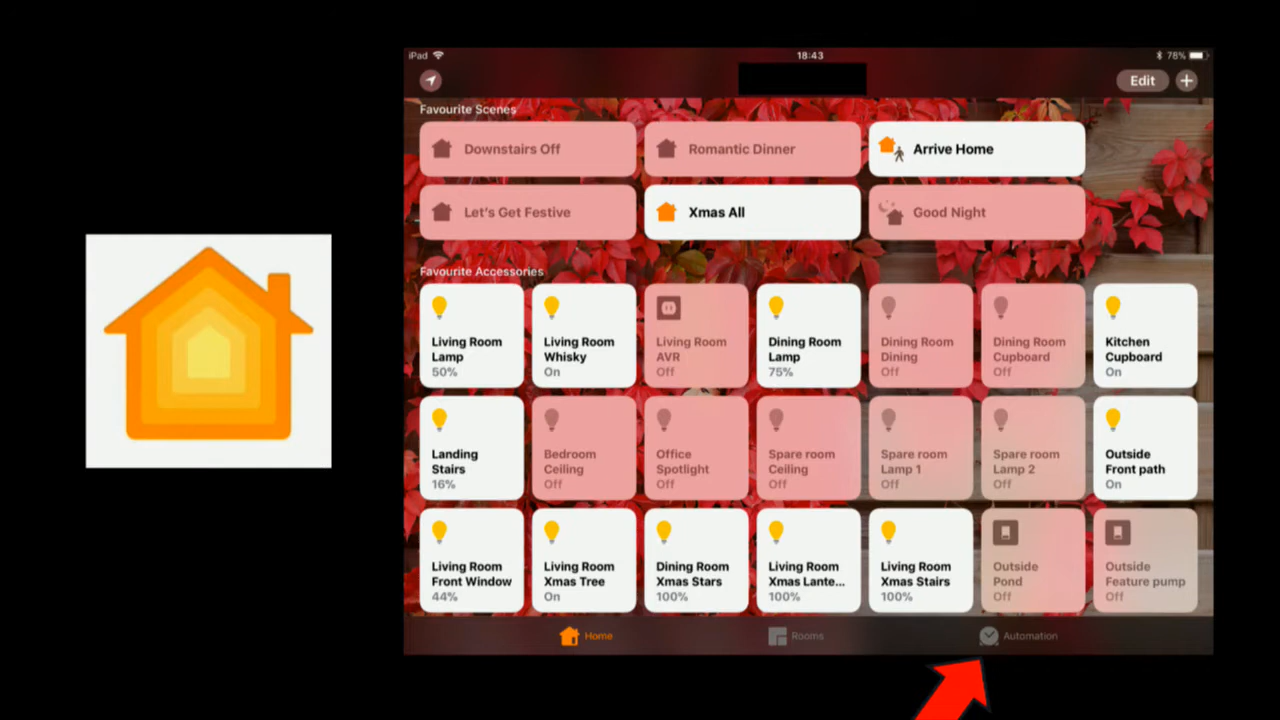 iPad 18:43 78%
Edit +
Favourite Scenes
Downstairs Off Romantic Dinner Arrive Home
Let's Get Festive Xmas All Good Night
Favourite Accessories
Living Room
Lamp
50%
Living Room
Whisky
On
Living Room
AVR
Off
Dining Room
Lamp
75%
Dining Room
Dining
Off
Dining Room
Cupboard
Off
Kitchen
Cupboard
On
Landing
Stairs
16%
Bedroom
Ceiling
Off
Office
Spotlight
Off
Spare room
Ceiling
Off
Spare room
Lamp 1
Off
Spare room
Lamp 2
Off
Outside
Front path
On
Living Room
Front Window
44%
Living Room
Xmas Tree
On
Dining Room
Xmas Stars
100%
Living Room
Xmas Lante...
100%
Living Room
Xmas Stairs
100%
Outside
Pond
Off
Outside
Feature pump
Off
Home Rooms Automation